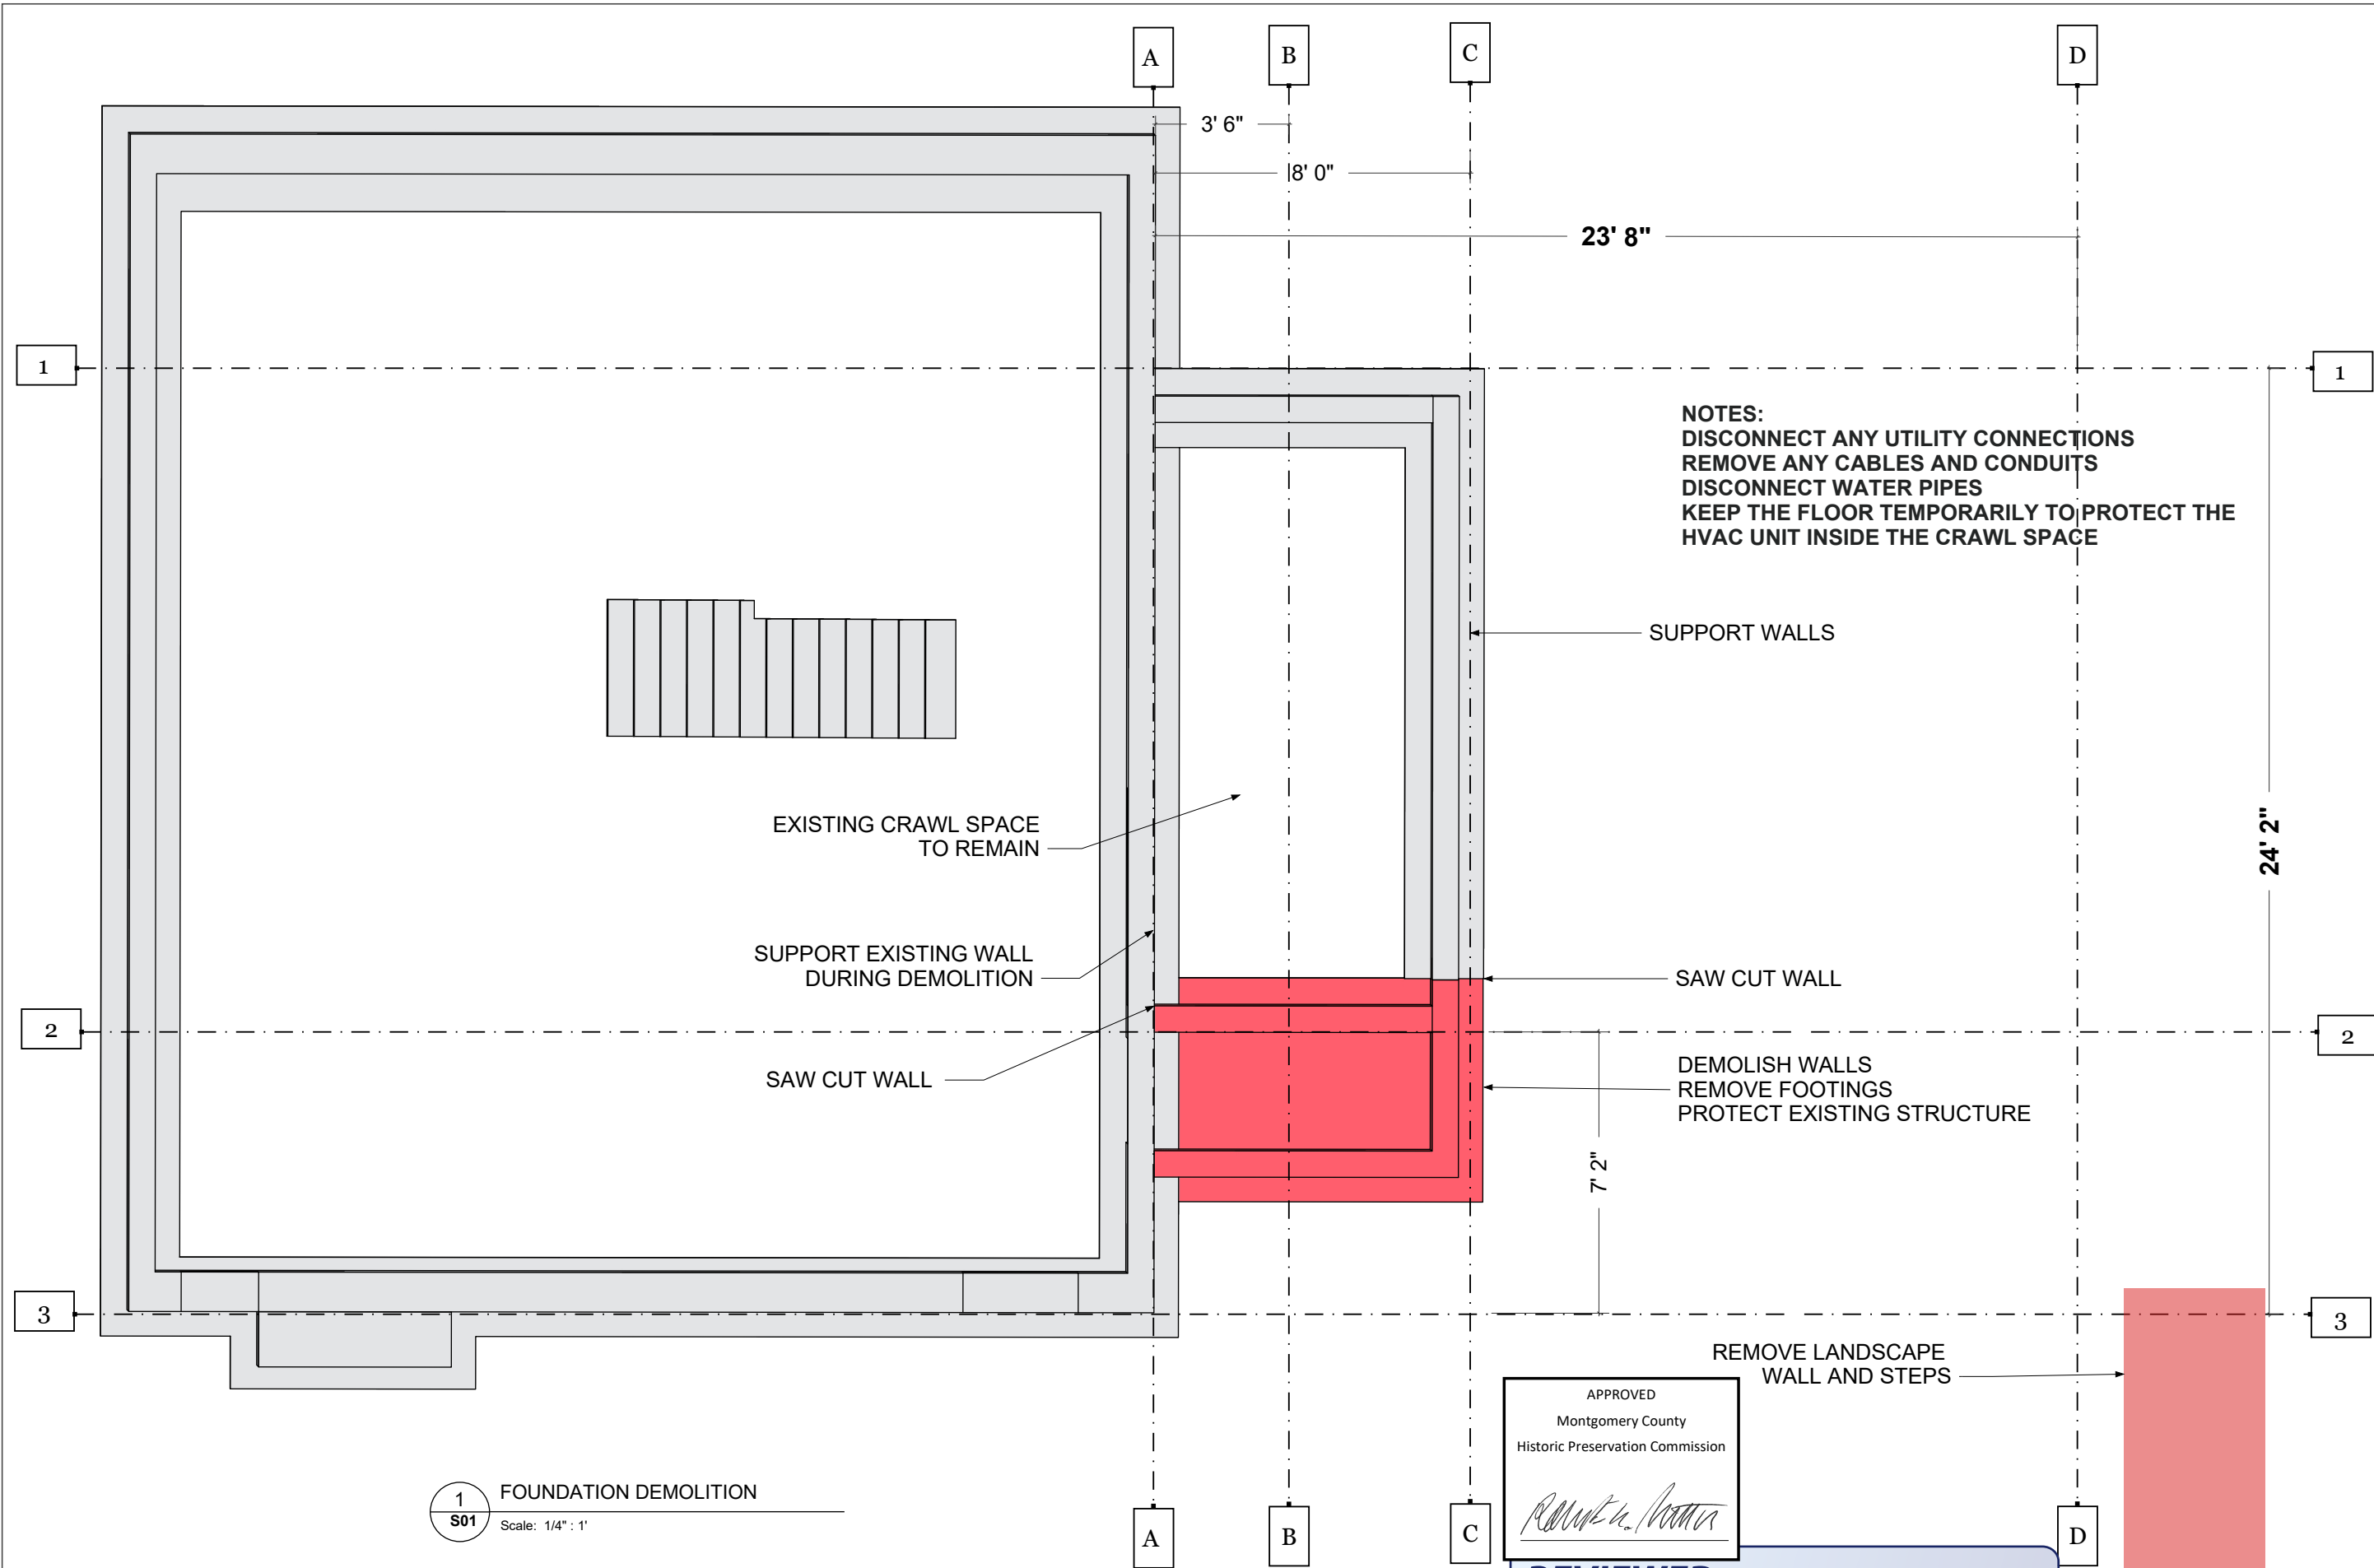 A
B
C
D
3' 6"
8' 0"
23' 8"
1
1
NOTES:
DISCONNECT ANY UTILITY CONNECTIONS
REMOVE ANY CABLES AND CONDUITS
DISCONNECT WATER PIPES
KEEP THE FLOOR TEMPORARILY TO PROTECT THE
HVAC UNIT INSIDE THE CRAWL SPACE
SUPPORT WALLS
EXISTING CRAWL SPACE
TO REMAIN
24' 2"
SUPPORT EXISTING WALL
DURING DEMOLITION
SAW CUT WALL
2
2
SAW CUT WALL
DEMOLISH WALLS
REMOVE FOOTINGS
PROTECT EXISTING STRUCTURE
7' 2"
3
3
REMOVE LANDSCAPE
WALL AND STEPS
APPROVED
Montgomery County
Historic Preservation Commission
1
S01
FOUNDATION DEMOLITION
Scale: 1/4" : 1'
A
B
C
D